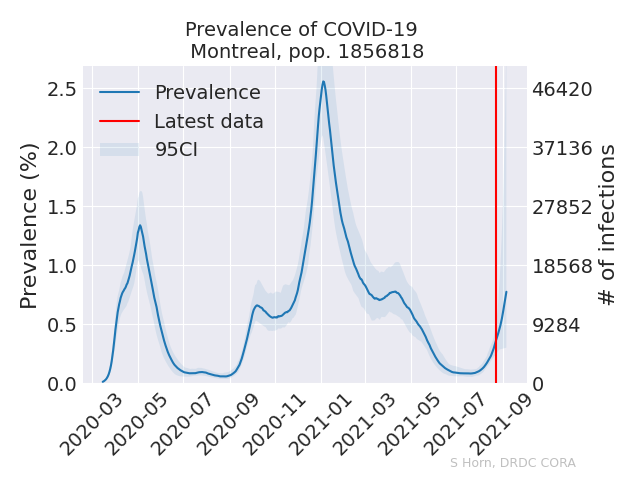 Prevalence of COVID-19
Montreal, pop. 1856818
Prevalence
Latest data
95CI
Prevalence (%)
2.5
2.0
1.5
1.0
0.5
0.0
46420
37136
27852
18568
9284
0
# of infections
2020-03
2020-05
2020-07
2020-09
2020-11
2021-01
2021-03
2021-05
2021-07
2021-09
S Horn, DRDC CORA